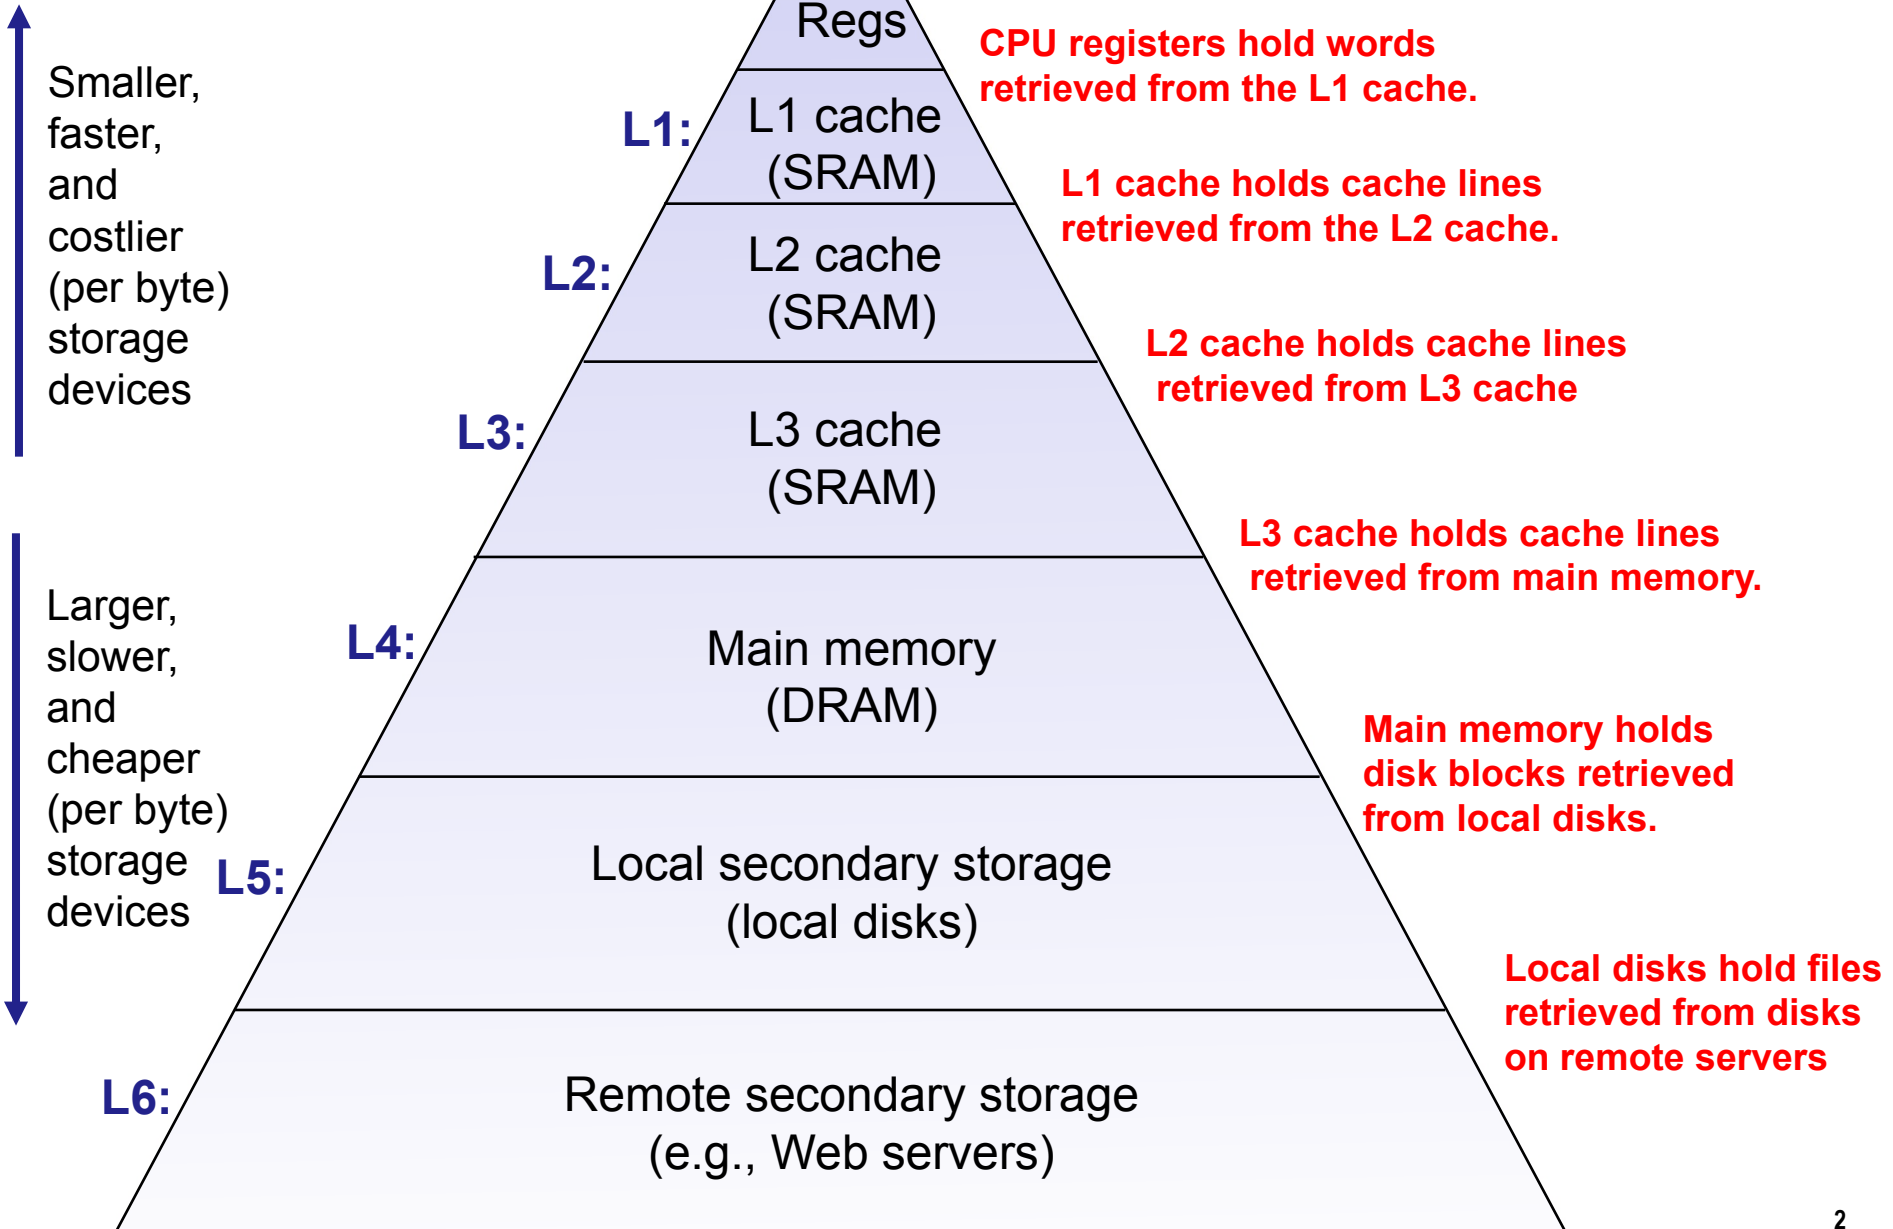 Regs
CPU registers hold words
retrieved from the L1 cache.
Smaller,
faster,
and
costlier
(per byte)
storage
devices
L1:
L1 cache
(SRAM)
L1 cache holds cache lines
retrieved from the L2 cache.
L2:
L2 cache
(SRAM)
L2 cache holds cache lines
retrieved from L3 cache
L3:
L3 cache
(SRAM)
L3 cache holds cache lines
retrieved from main memory.
Larger,
slower,
and
cheaper
(per byte)
storage
devices
L4:
Main memory
(DRAM)
Main memory holds
disk blocks retrieved
from local disks.
L5:
Local secondary storage
(local disks)
Local disks hold files
retrieved from disks
on remote servers
L6:
Remote secondary storage
(e.g., Web servers)
2